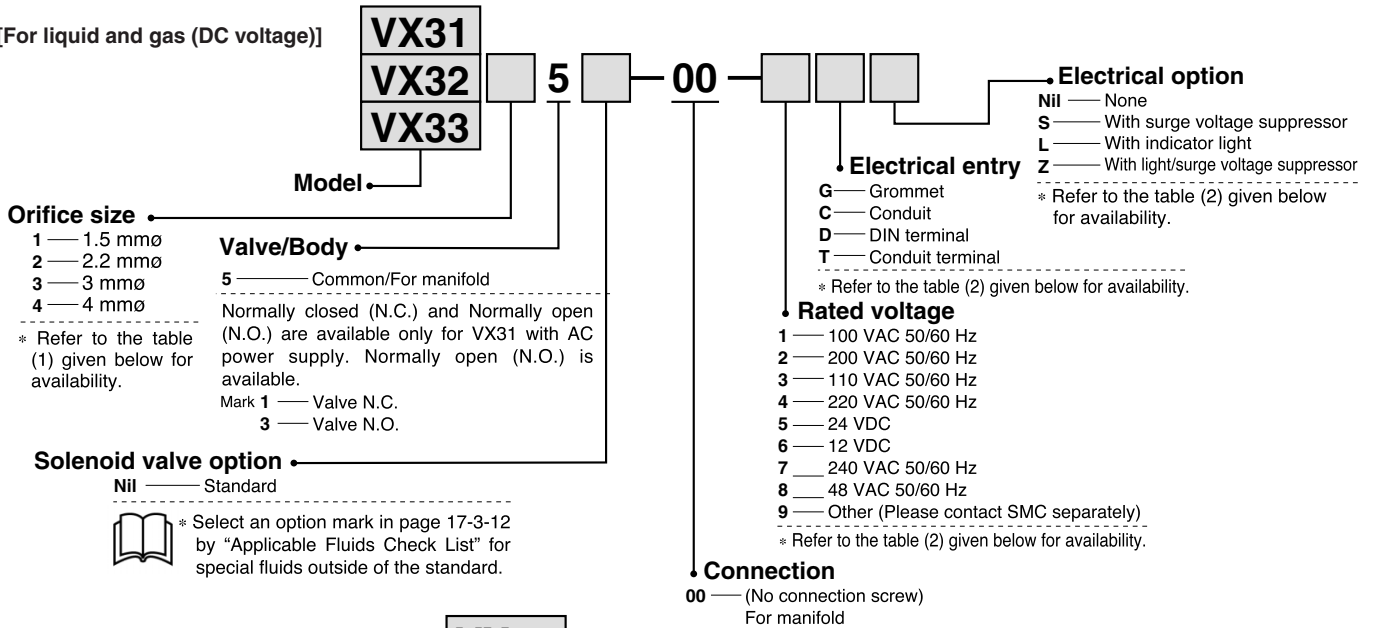 [For liquid and gas (DC voltage)]
VX31
VX32
VX33
5
00
Model
Orifice size
1 — 1.5 mmø
2 — 2.2 mmø
3 — 3 mmø
4 — 4 mmø
* Refer to the table
(1) given below for
availability.
Valve/Body
5 — Common/For manifold
Normally closed (N.C.) and Normally open
(N.O.) are available only for VX31 with AC
power supply. Normally open (N.O.) is
available.
Mark 1 — Valve N.C.
3 — Valve N.O.
Solenoid valve option
Nil — Standard
* Select an option mark in page 17-3-12
by “Applicable Fluids Check List” for
special fluids outside of the standard.
Electrical option
Nil — None
S — With surge voltage suppressor
L — With indicator light
Z — With light/surge voltage suppressor
* Refer to the table (2) given below
for availability.
Electrical entry
G — Grommet
C — Conduit
D — DIN terminal
T — Conduit terminal
* Refer to the table (2) given below for availability.
Rated voltage
1 — 100 VAC 50/60 Hz
2 — 200 VAC 50/60 Hz
3 — 110 VAC 50/60 Hz
4 — 220 VAC 50/60 Hz
5 — 24 VDC
6 — 12 VDC
7 ___ 240 VAC 50/60 Hz
8 ___ 48 VAC 50/60 Hz
9 — Other (Please contact SMC separately)
* Refer to the table (2) given below for availability.
Connection
00 — (No connection screw)
For manifold